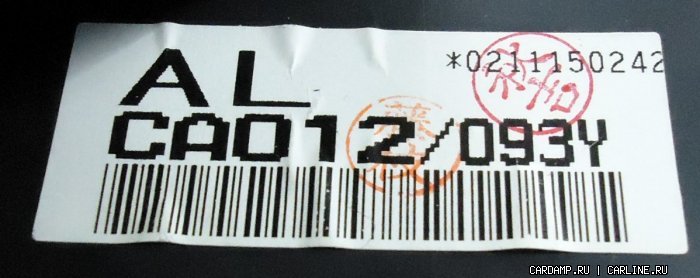 *0211150242
AL
CA012/093Y
CARDAMP.RU | CARLINE.RU